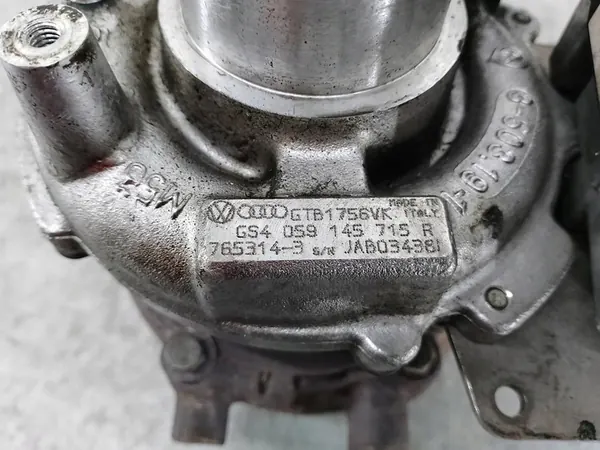 GTB1756VK MADE IN ITALY
GS4 059 145 715 R
765314-3 S/N JAB03438I